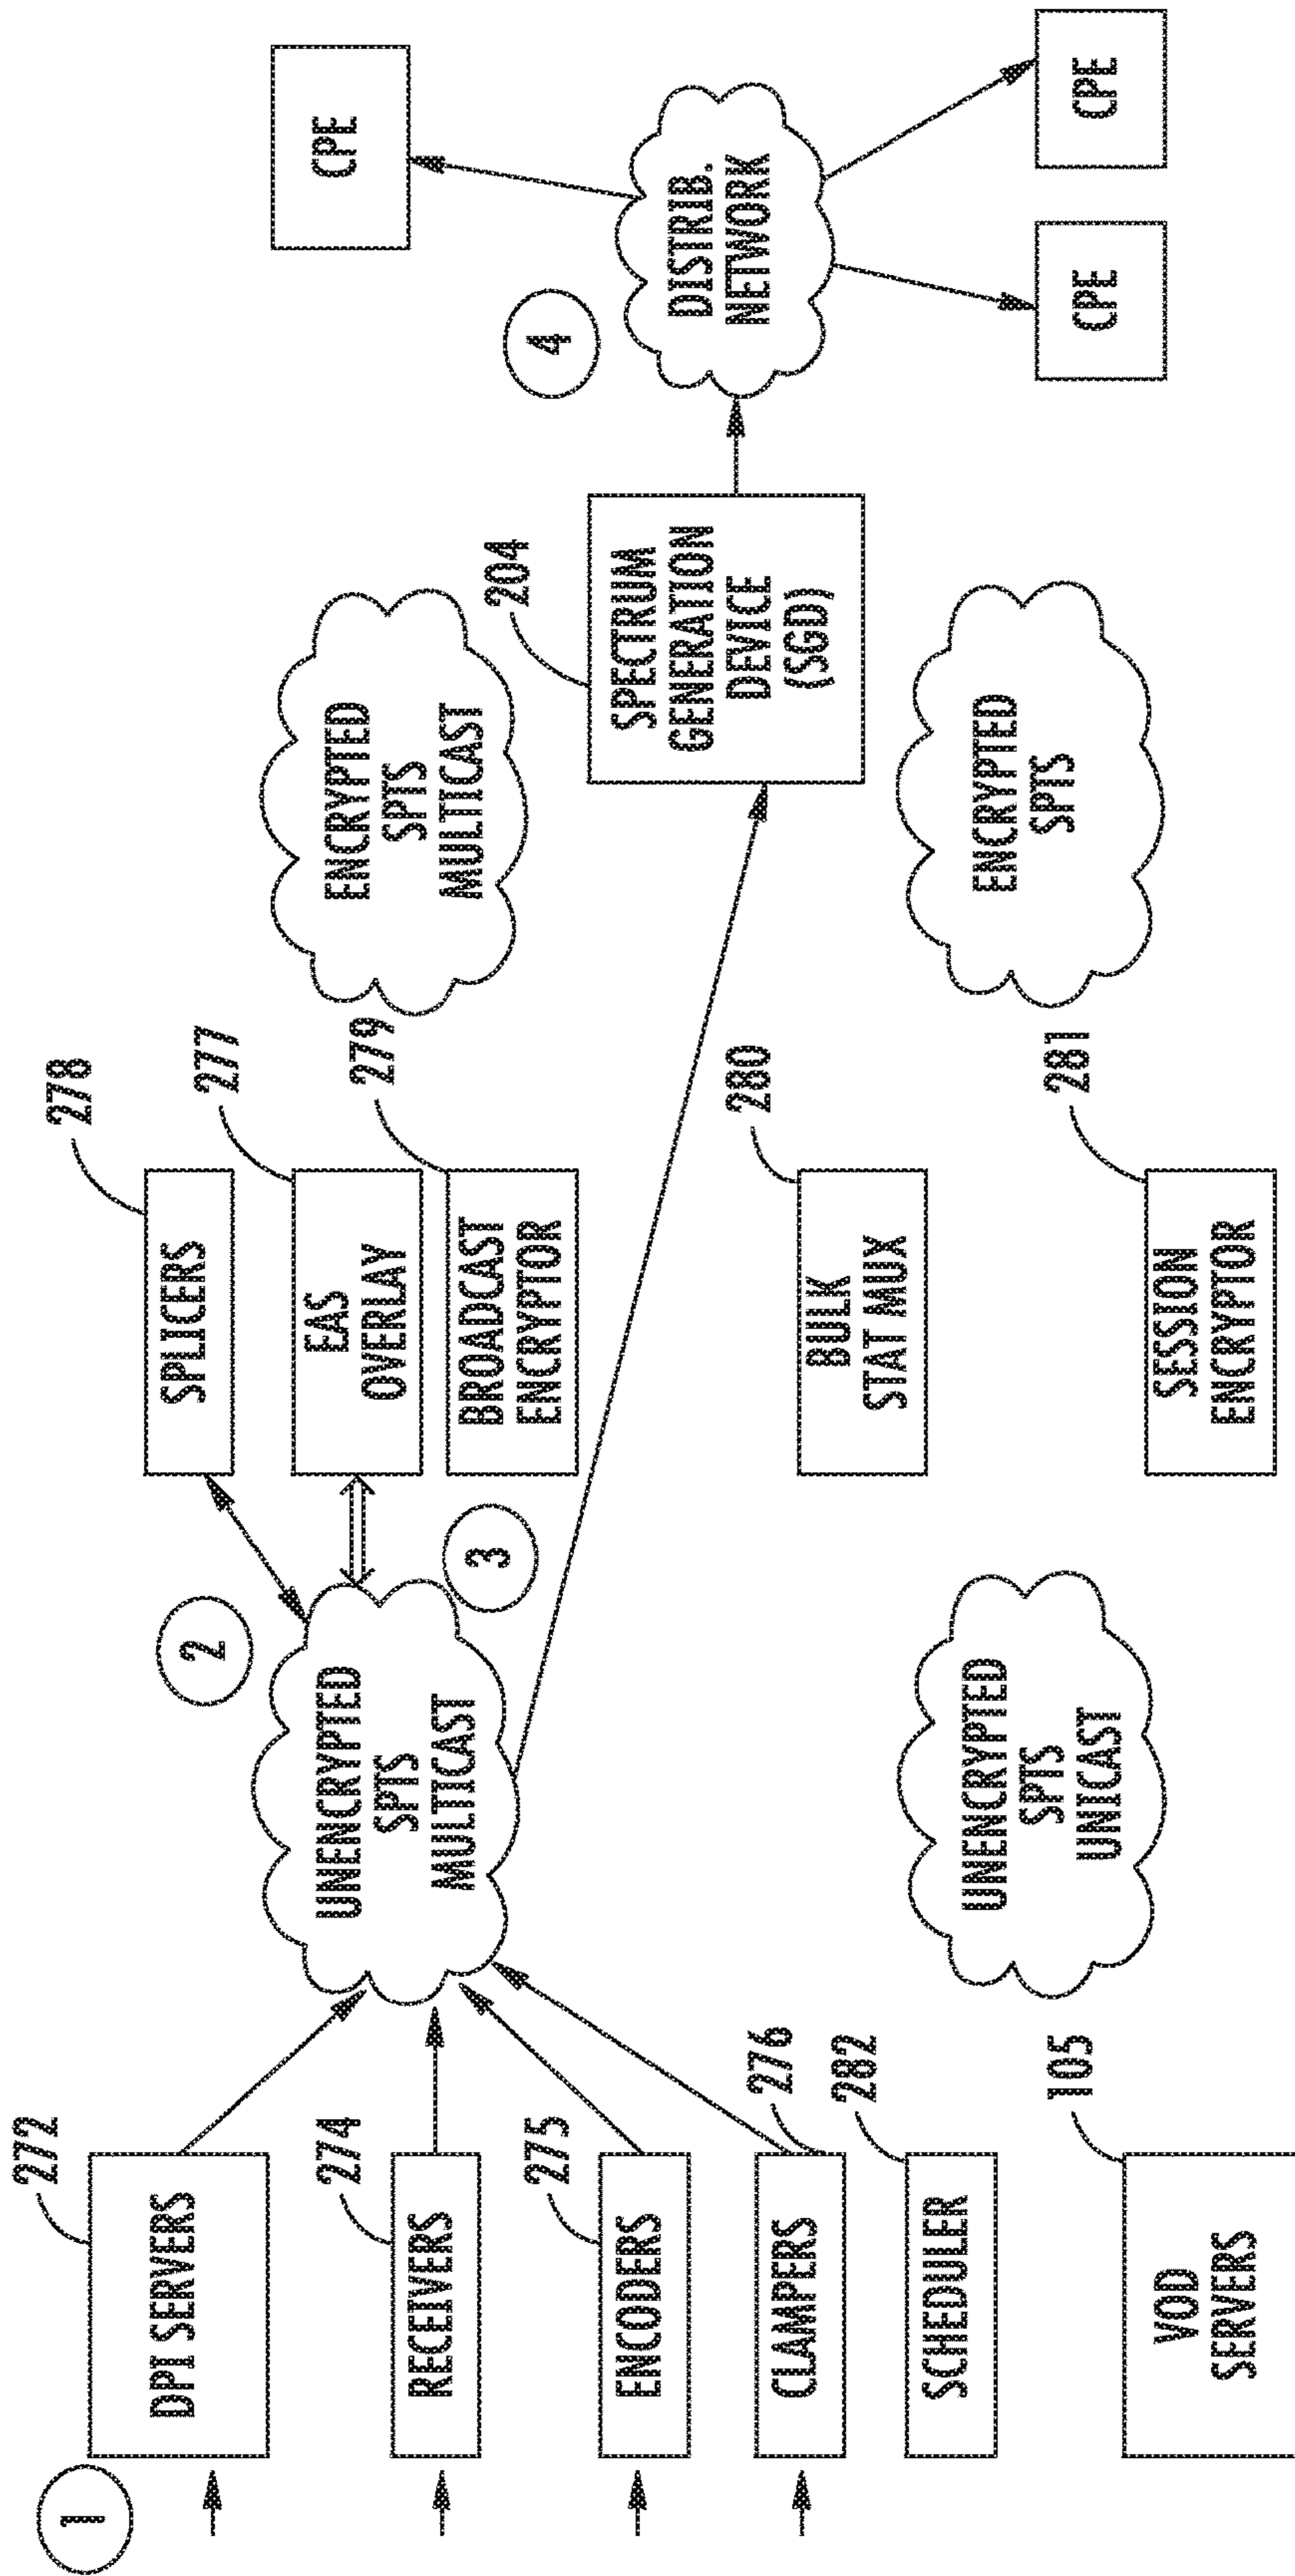 1
272
DPI SERVERS
274
RECEIVERS
275
ENCODERS
276
CLAMPERS
282
SCHEDULER
105
VOD
SERVERS
UNENCRYPTED
SPTS
MULTICAST
UNENCRYPTED
SPTS
UNICAST
2
3
278
SPLICERS
277
EAS
OVERLAY
279
BROADCAST
ENCRYPTOR
280
BULK
STAT MUX
281
SESSION
ENCRYPTOR
ENCRYPTED
SPTS
MULTICAST
204
SPECTRUM
GENERATION
DEVICE
(SGD)
ENCRYPTED
SPTS
4
DISTRIB.
NETWORK
CPE
CPE
CPE